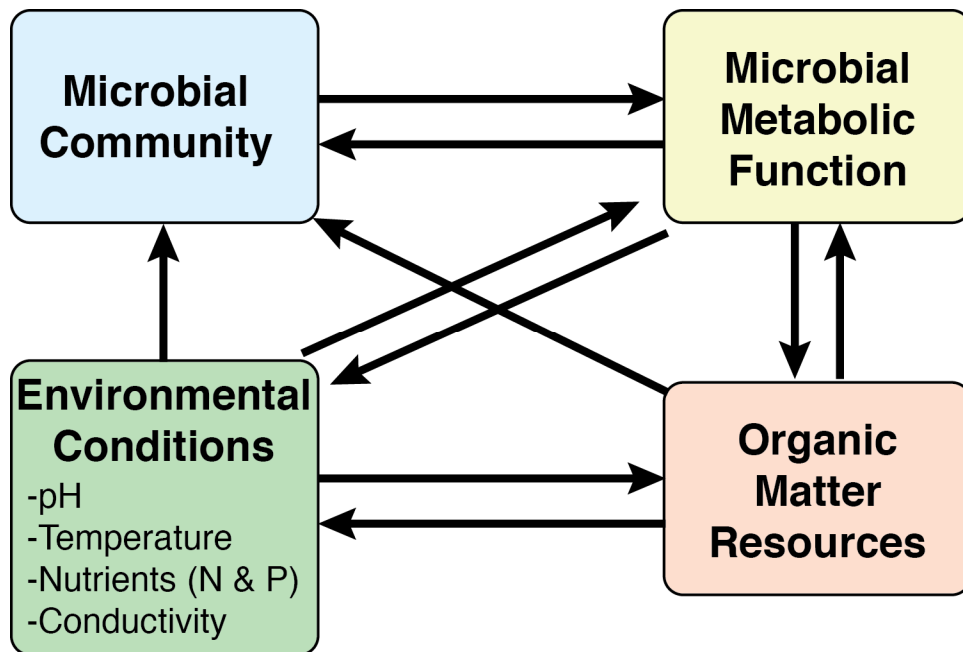 Microbial
Community
Microbial
Metabolic
Function
Environmental
Conditions
-pH
-Temperature
-Nutrients (N & P)
-Conductivity
Organic
Matter
Resources